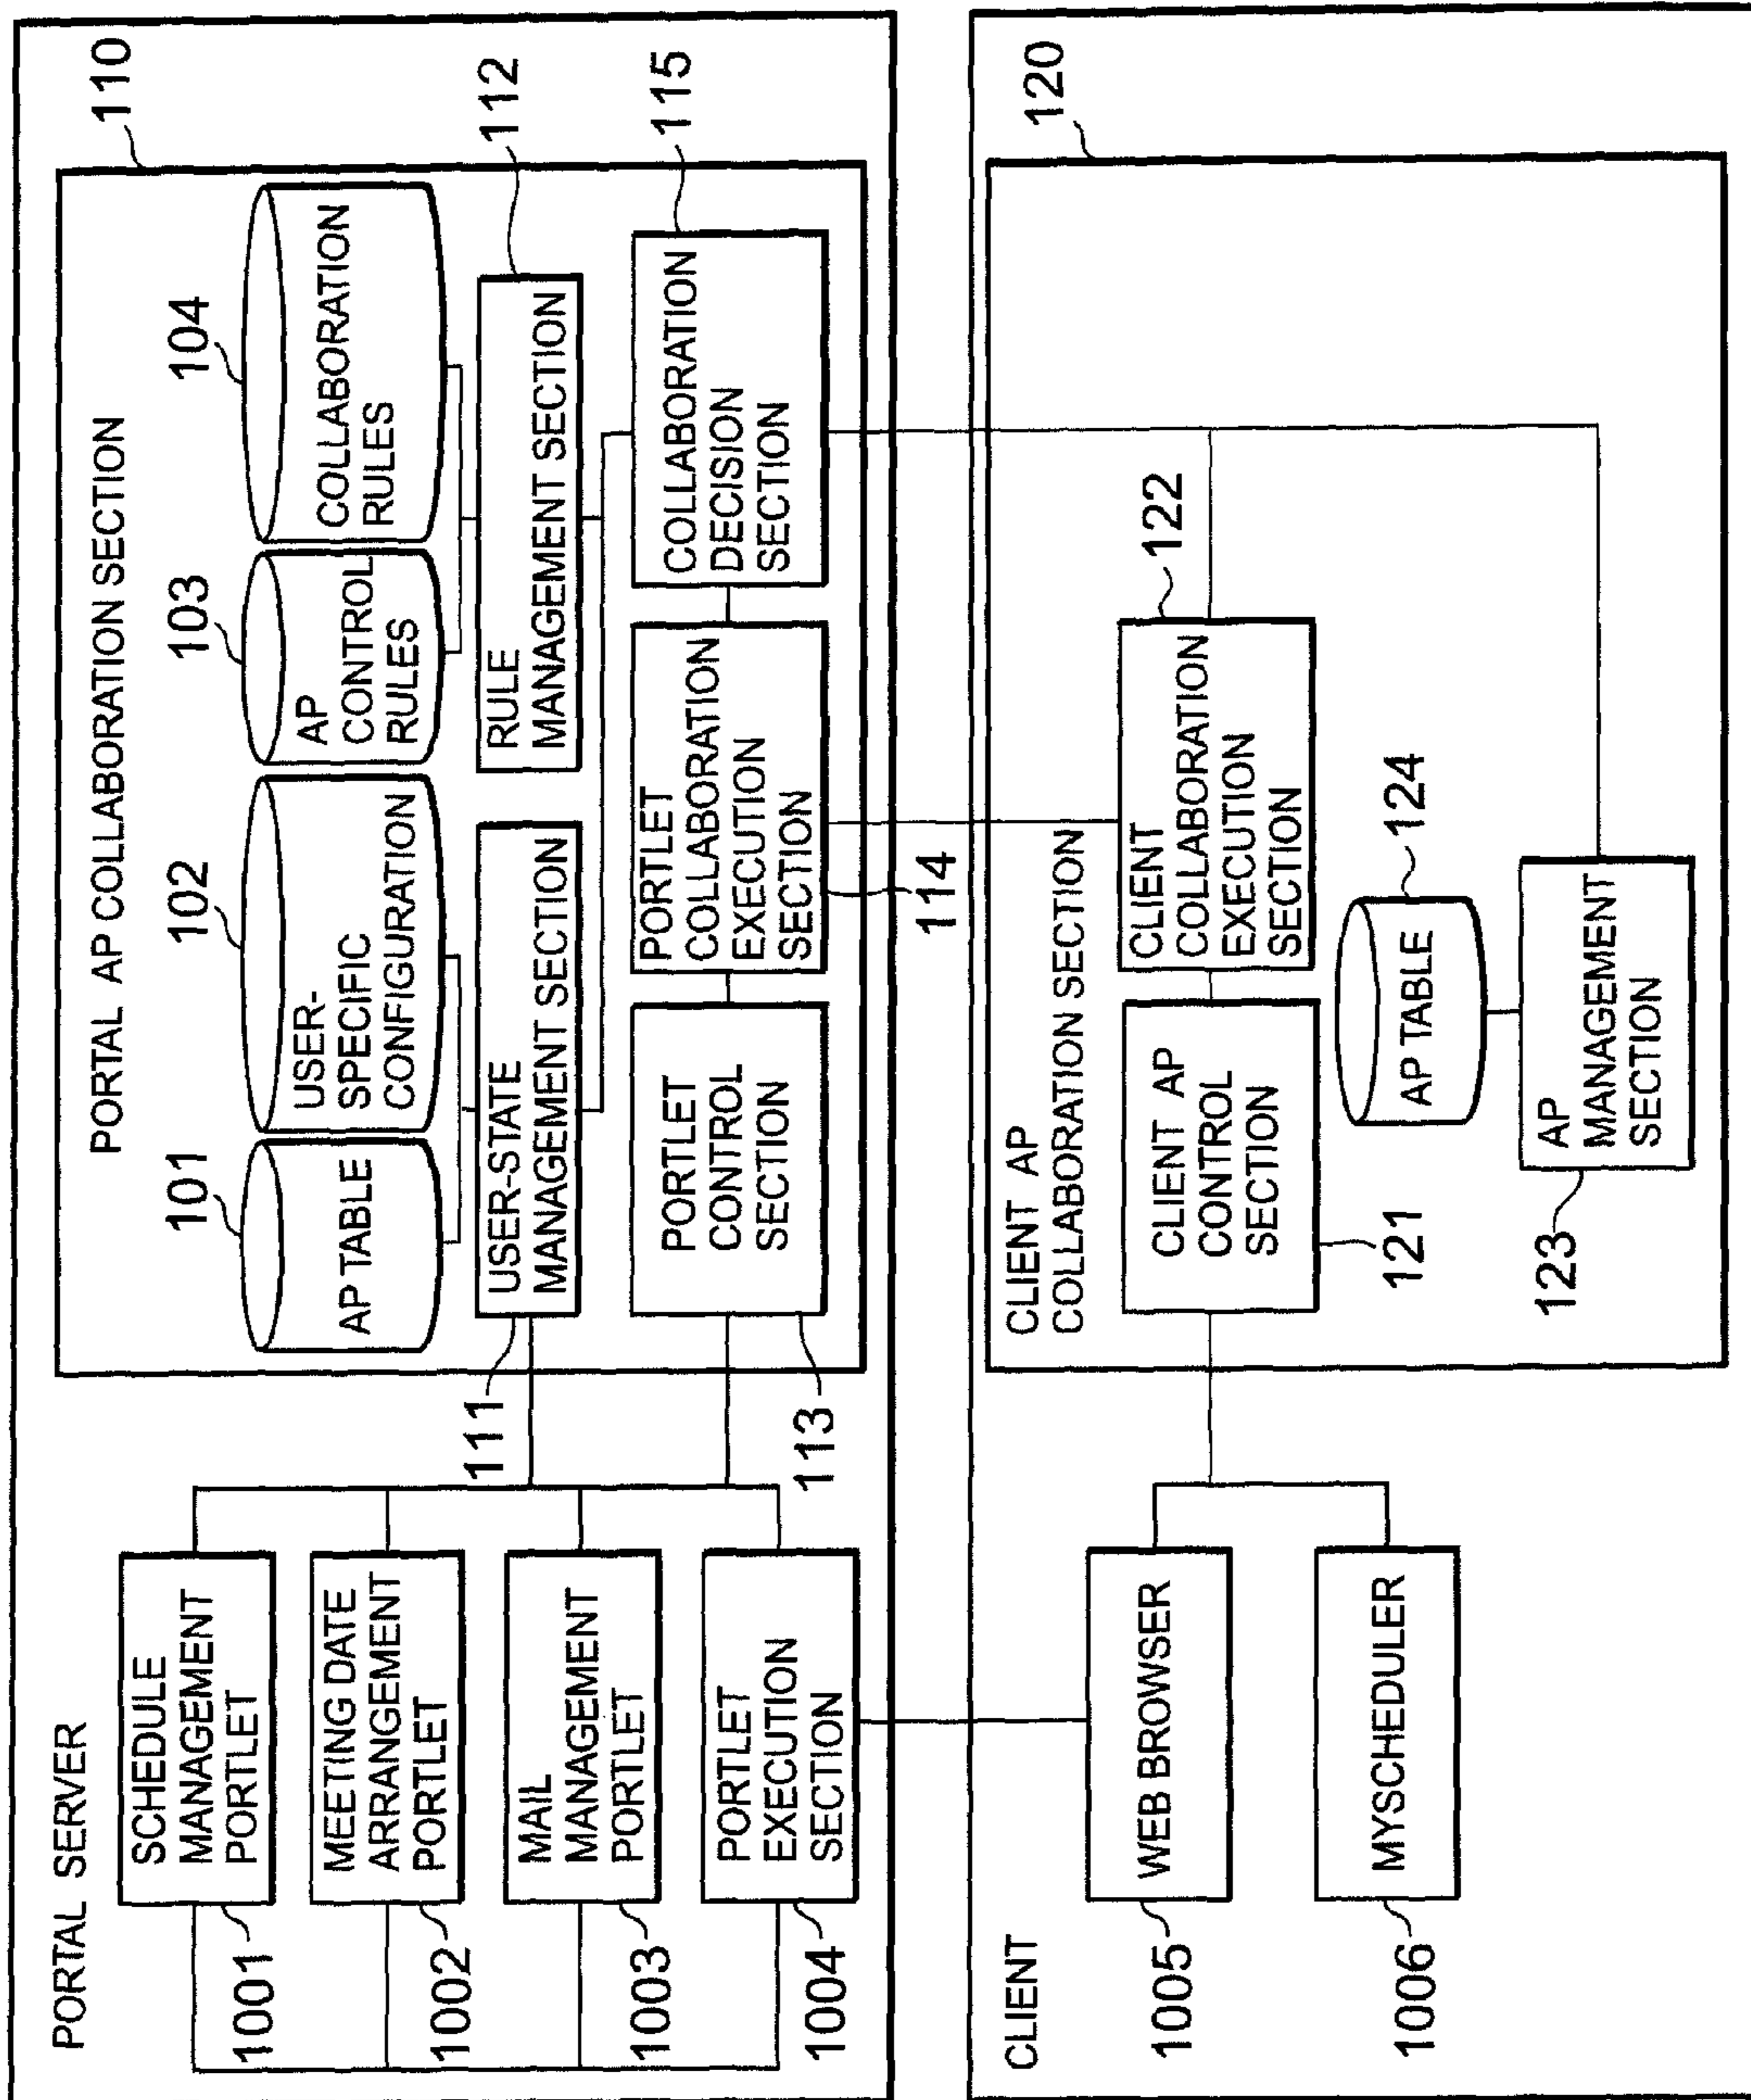 PORTAL SERVER
SCHEDULE
MANAGEMENT
PORTLET
1001
MEETING DATE
ARRANGEMENT
PORTLET
1002
MAIL
MANAGEMENT
PORTLET
1003
PORTLET
EXECUTION
SECTION
1004
PORTAL AP COLLABORATION SECTION
110
101
AP TABLE
102
USER-
SPECIFIC
CONFIGURATION
103
AP
CONTROL
RULES
104
COLLABORATION
RULES
USER-STATE
MANAGEMENT SECTION
111
RULE
MANAGEMENT SECTION
112
PORTLET
CONTROL
SECTION
113
PORTLET
COLLABORATION
EXECUTION
SECTION
114
COLLABORATION
DECISION
SECTION
115
CLIENT
WEB BROWSER
1005
MYSCHEDULER
1006
CLIENT AP
COLLABORATION SECTION
120
CLIENT AP
CONTROL
SECTION
121
CLIENT
COLLABORATION
EXECUTION
SECTION
122
AP TABLE
124
AP
MANAGEMENT
SECTION
123